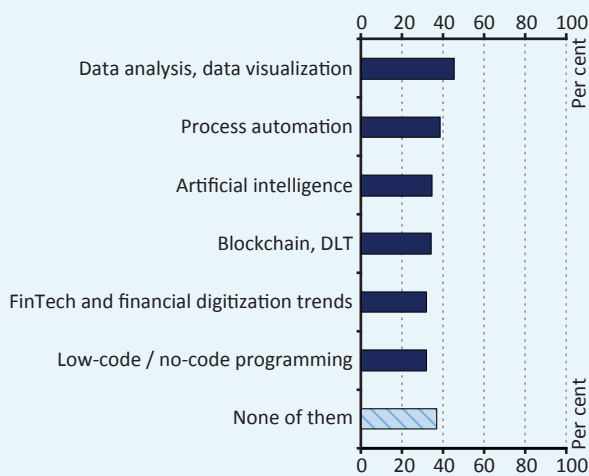 0 20 40 60 80 100
Per cent
Data analysis, data visualization
Process automation
Artificial intelligence
Blockchain, DLT
FinTech and financial digitization trends
Low-code / no-code programming
None of them
Per cent
0 20 40 60 80 100